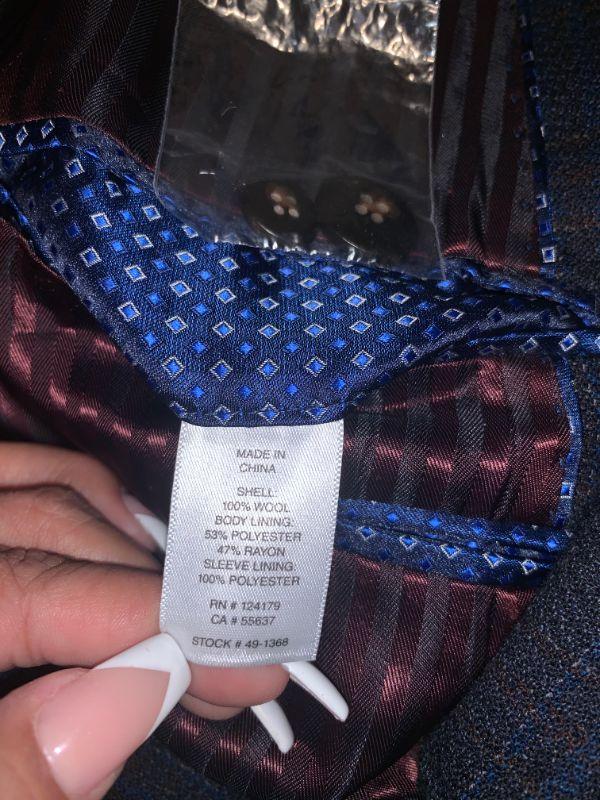 MADE IN
CHINA
SHELL:
100% WOOL
BODY LINING:
53% POLYESTER
47% RAYON
SLEEVE LINING:
100% POLYESTER
RN # 124179
CA # 55637
STOCK # 49-1368